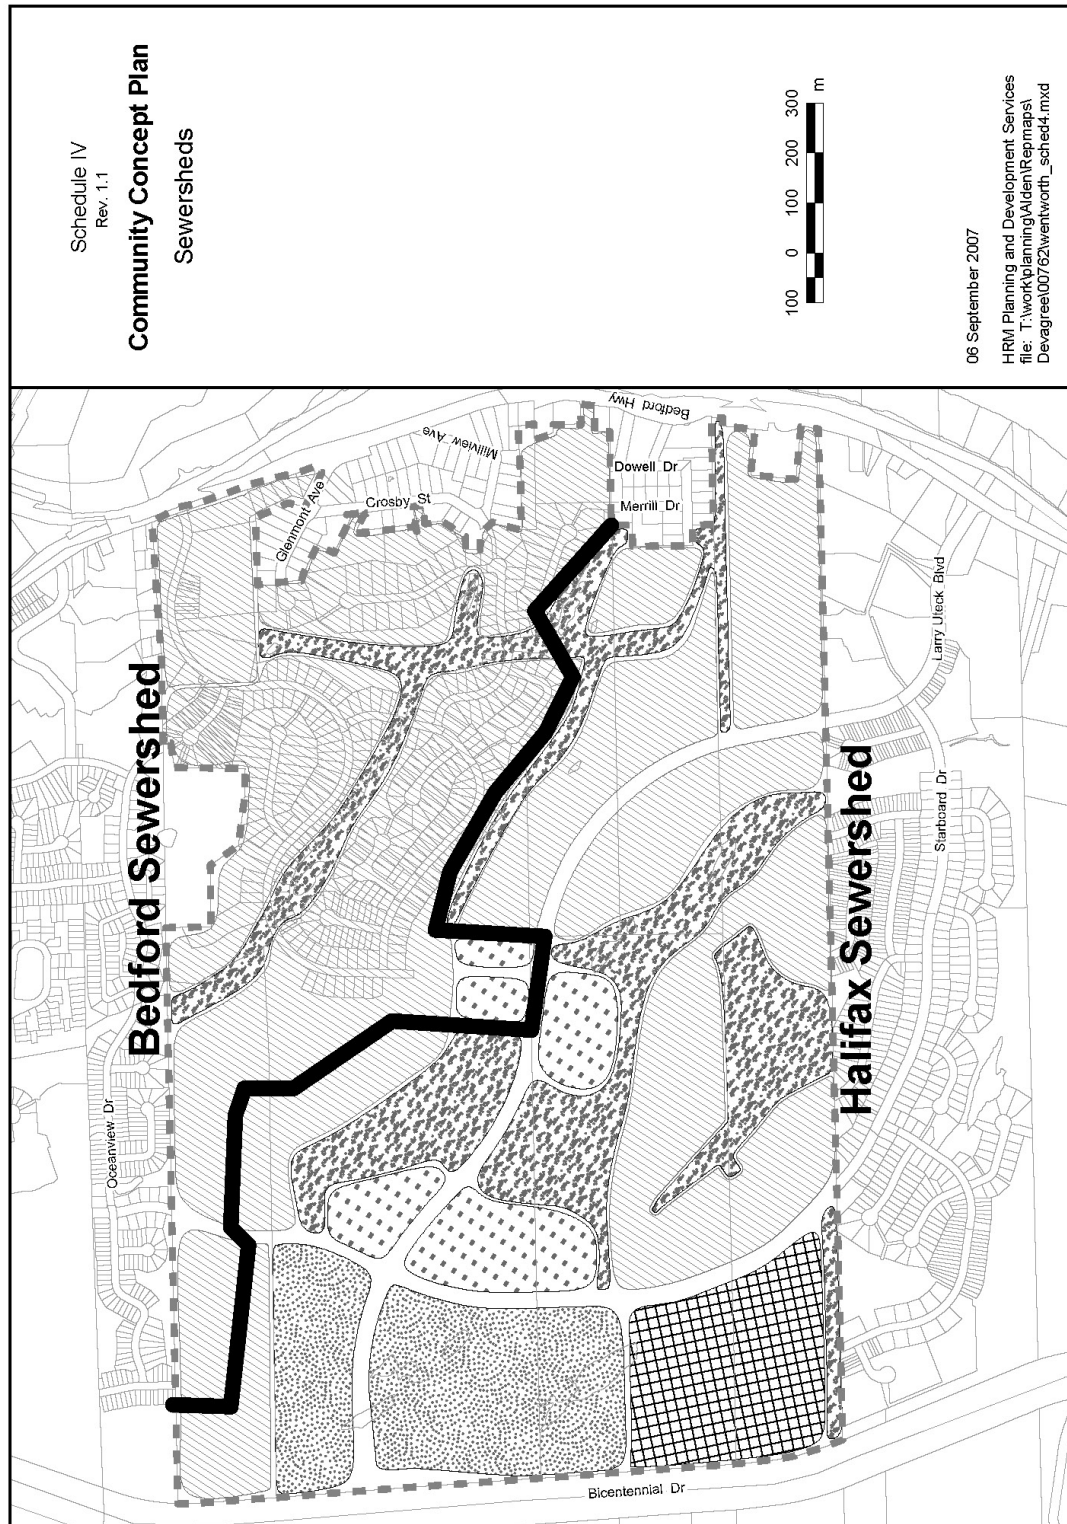 Schedule IV
Rev. 1.1
Community Concept Plan
Sewersheds
100 0 100 200 300
m
06 September 2007
HRM Planning and Development Services
file: T:\work\planning\Alden\Repmaps\
Devagree\00762\wentworth_sched4.mxd
Bedford Hwy
Millview Ave
Dowell Dr
Crosby St
Merrill Dr
Glenmont Ave
Larry Uteck Blvd
Bedford Sewershed
Halifax Sewershed
Starboard Dr
Oceanview Dr
Bicentennial Dr